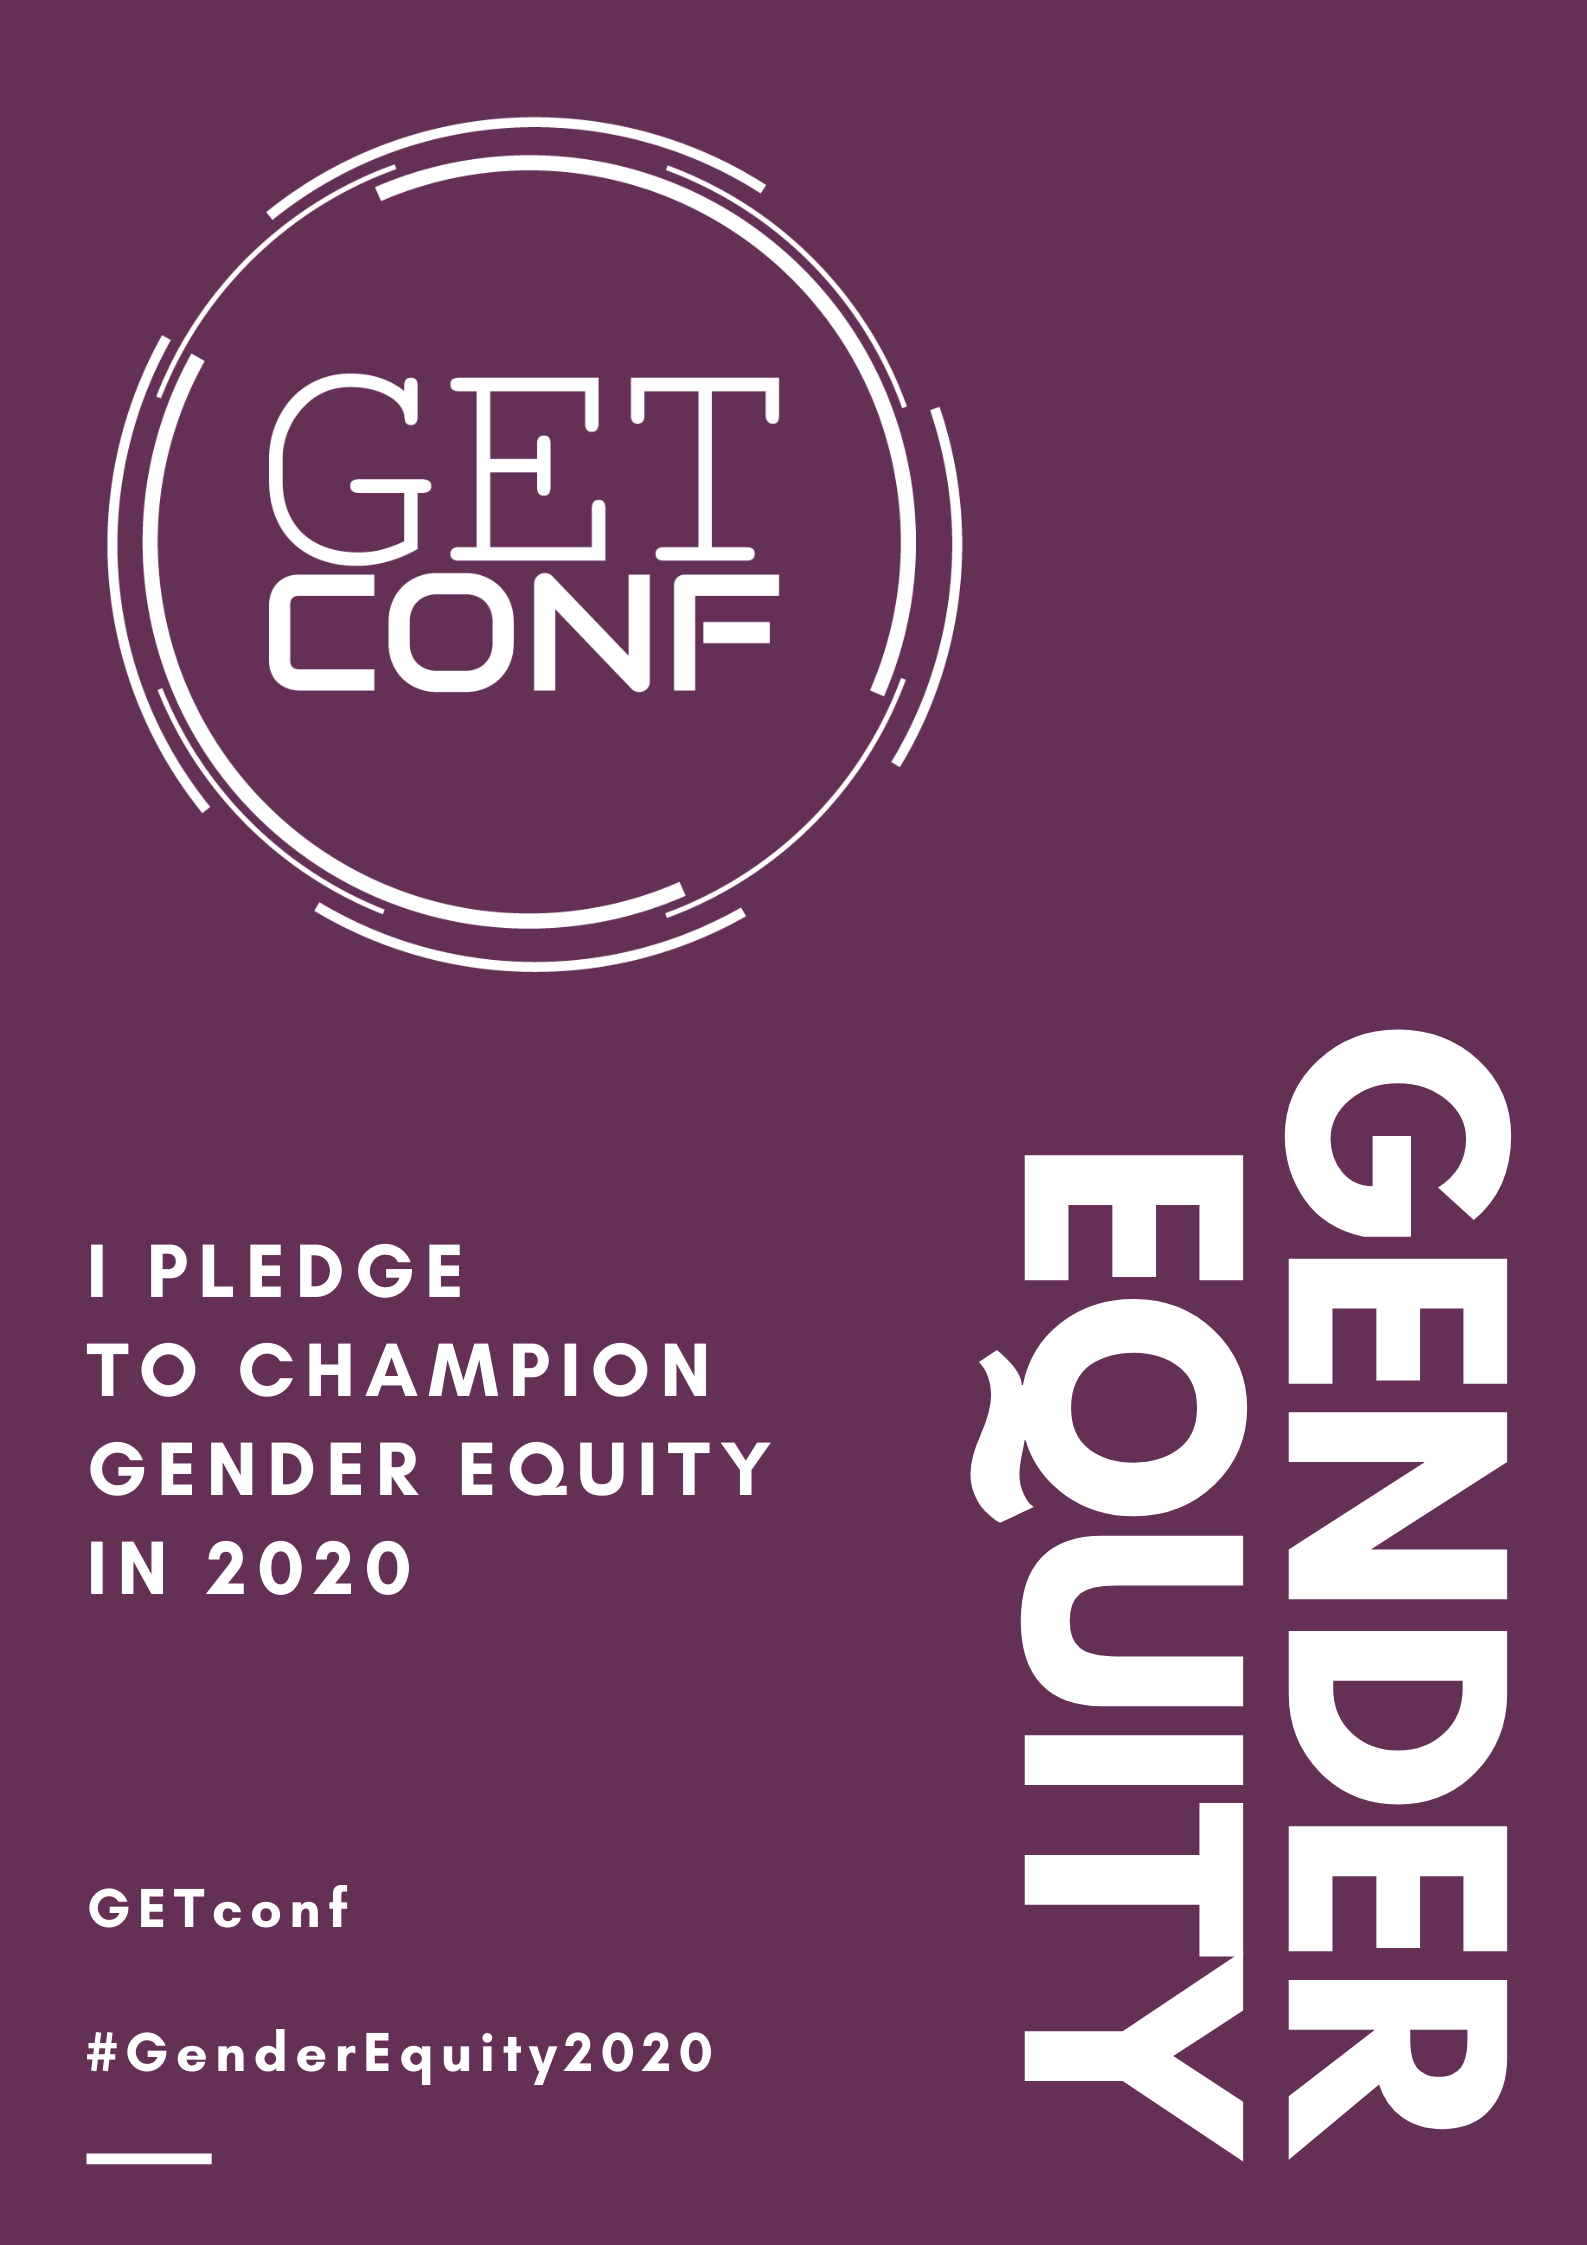 GET
CONF
GENDER
EQUITY
I PLEDGE
TO CHAMPION
GENDER EQUITY
IN 2020
GETconf
#GenderEquity2020